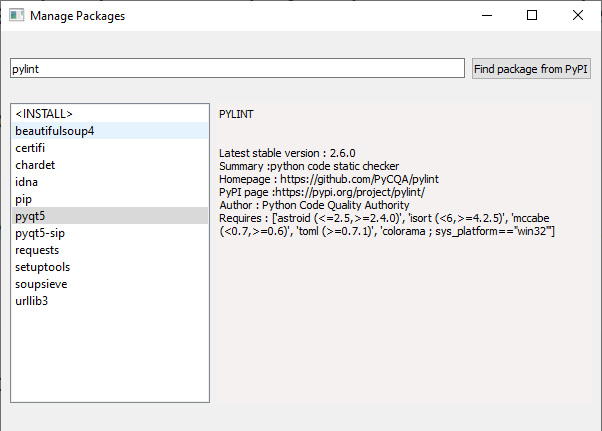 Manage Packages
pylint
Find package from PyPI
<INSTALL>
beautifulsoup4
certifi
chardet
idna
pip
pyqt5
pyqt5-sip
requests
setuptools
soupsieve
urllib3
PYLINT
Latest stable version : 2.6.0
Summary :python code static checker
Homepage : https://github.com/PyCQA/pylint
PyPI page :https://pypi.org/project/pylint/
Author : Python Code Quality Authority
Requires : ['astroid (<=2.5,>=2.4.0)', 'isort (<6,>=4.2.5)', 'mccabe
(<0.7,>=0.6)', 'toml (>=0.7.1)', 'colorama ; sys_platform=="win32"']